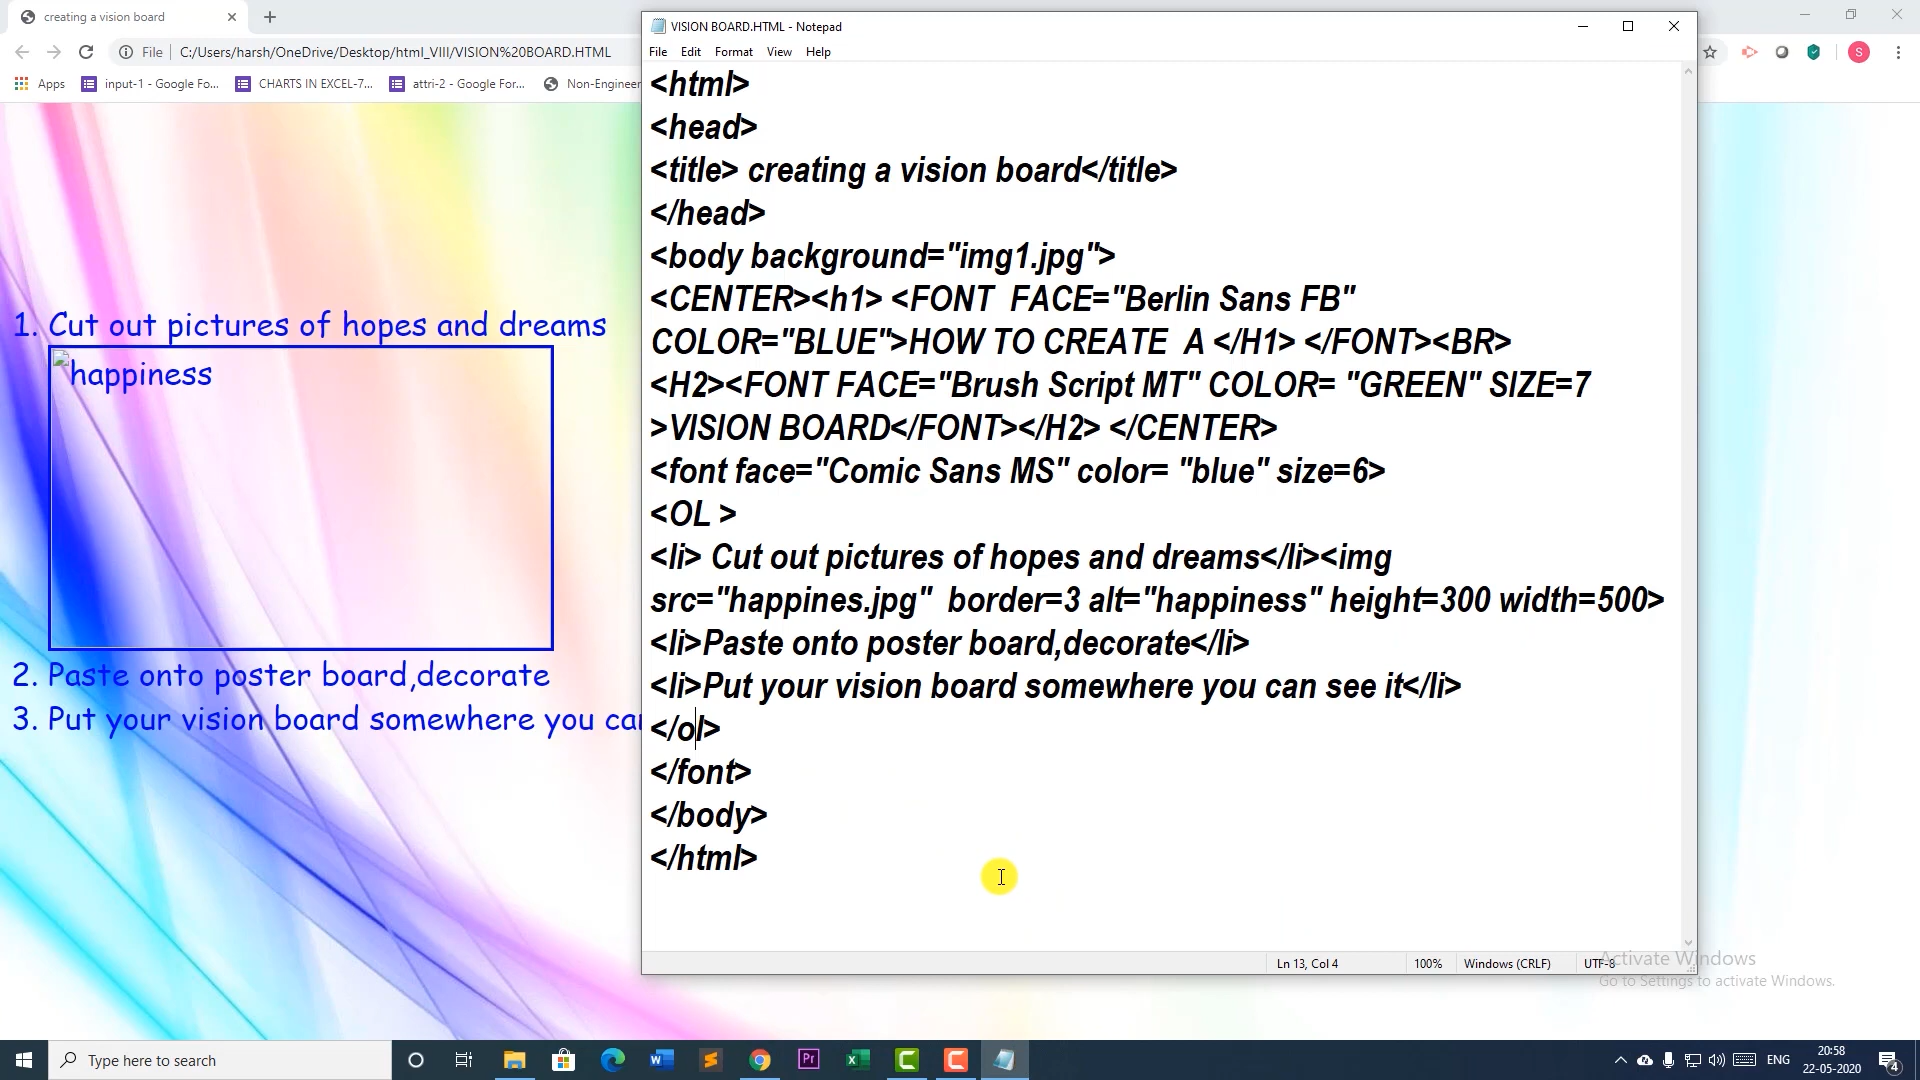 creating a vision board
VISION BOARD.HTML - Notepad
File
C:/Users/harsh/OneDrive/Desktop/html_VIII/VISION%20BOARD.HTML
S
Apps
input-1 - Google Fo...
CHARTS IN EXCEL-7...
attri-2 - Google For...
Non-Engineer
File Edit Format View Help
<html>
<head>
<title> creating a vision board</title>
</head>
<body background="img1.jpg">
<CENTER><h1> <FONT  FACE="Berlin Sans FB"
COLOR="BLUE">HOW TO CREATE  A </H1> </FONT><BR>
<H2><FONT FACE="Brush Script MT" COLOR= "GREEN" SIZE=7
>VISION BOARD</FONT></H2> </CENTER>
<font face="Comic Sans MS" color= "blue" size=6>
<OL >
<li> Cut out pictures of hopes and dreams</li><img
src="happines.jpg"  border=3 alt="happiness" height=300 width=500>
<li>Paste onto poster board,decorate</li>
<li>Put your vision board somewhere you can see it</li>
</ol>
</font>
</body>
</html>
1. Cut out pictures of hopes and dreams
happiness
2. Paste onto poster board,decorate
3. Put your vision board somewhere you can
Ln 13, Col 4
100%
Windows (CRLF)
UTF-8
Activate Windows
Go to Settings to activate Windows.
Type here to search
W
Pr
X
C
C
ENG
20:58
22-05-2020
4